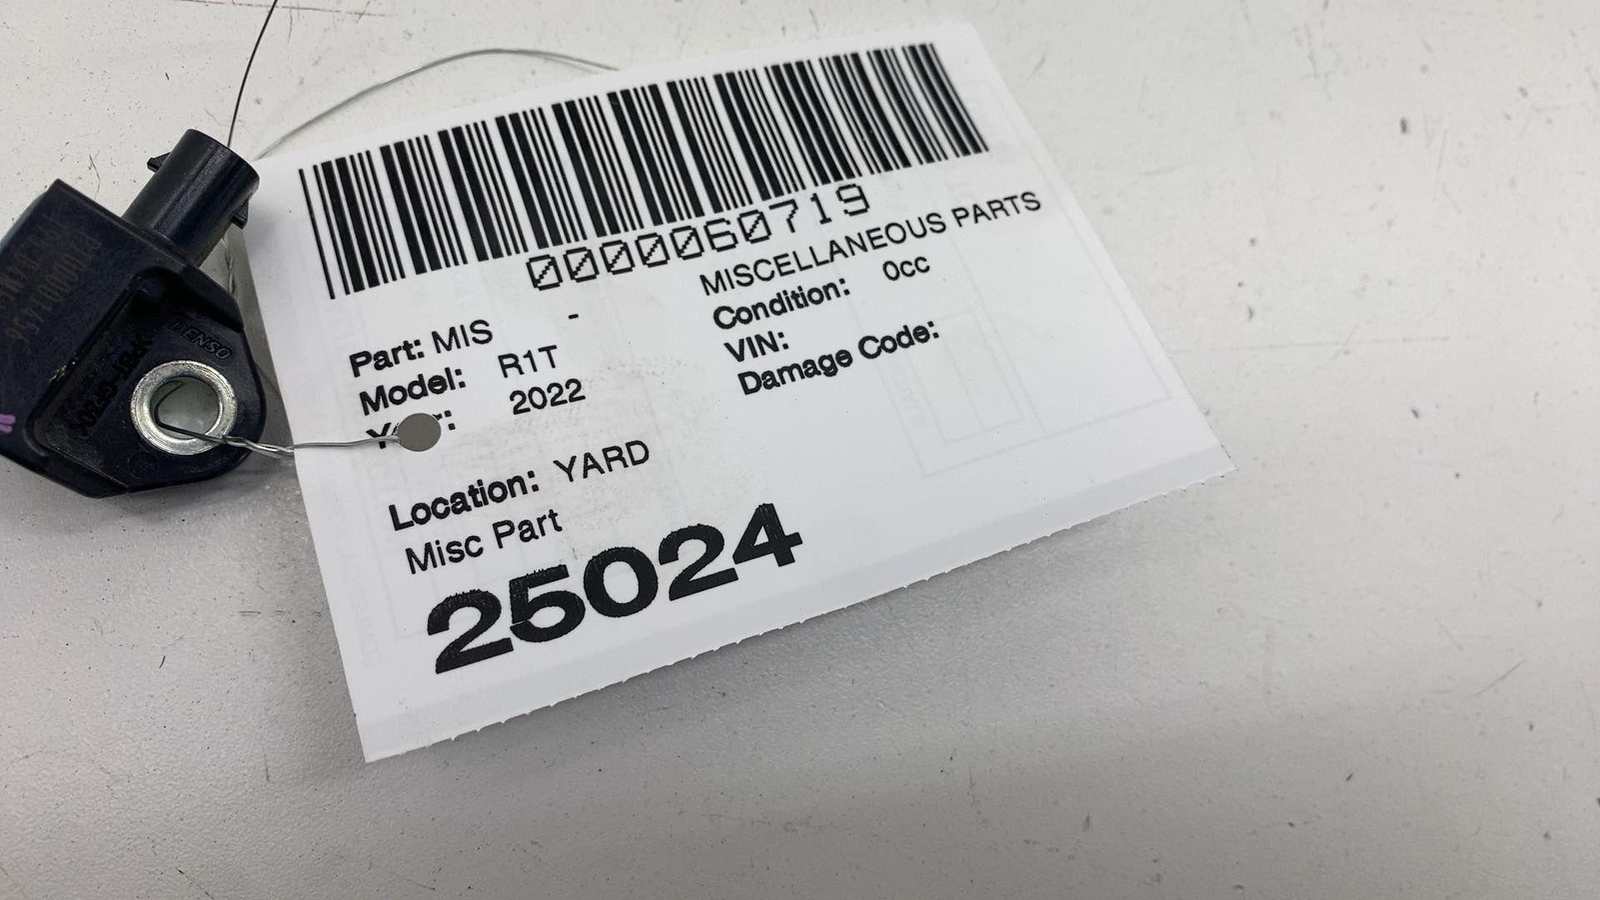 0000060719
Part: MIS - MISCELLANEOUS PARTS
Model: R1T Condition: 0cc
2022 VIN:
Damage Code:
Location: YARD
Misc Part
25024
DENSO